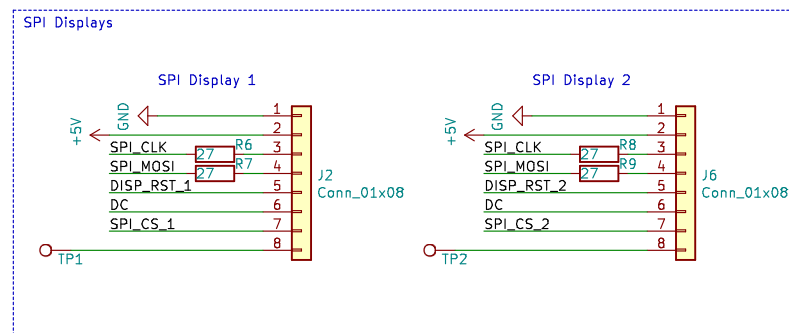 SPI Displays
SPI Display 1
GND
1
+5V
2
SPI_CLK
27
R6
3
SPI_MOSI
27
R7
4
DISP_RST_1
5
DC
6
SPI_CS_1
7
8
TP1
J2
Conn_01x08
SPI Display 2
GND
1
+5V
2
SPI_CLK
27
R8
3
SPI_MOSI
27
R9
4
DISP_RST_2
5
DC
6
SPI_CS_2
7
8
TP2
J6
Conn_01x08